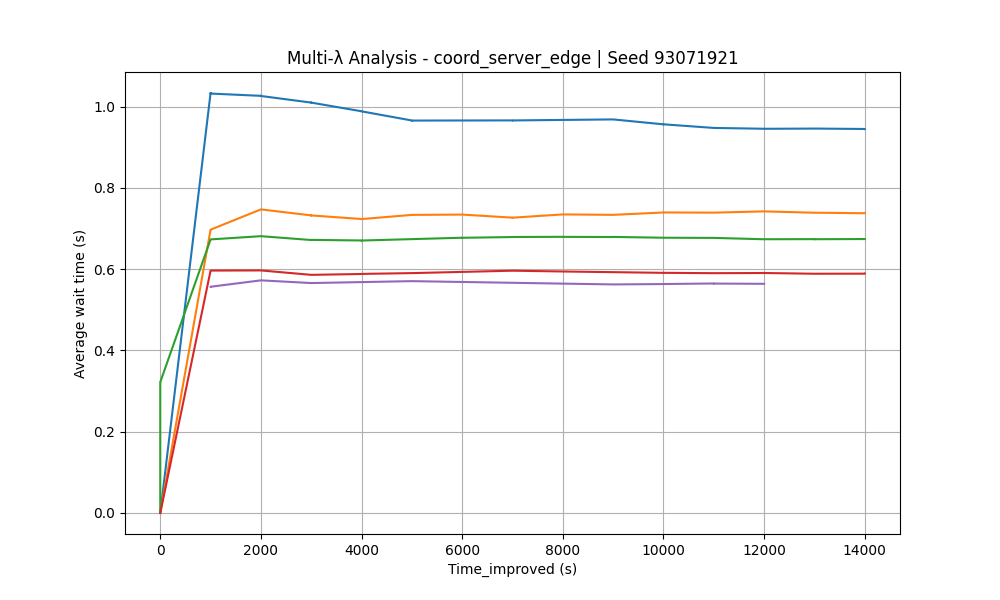 Multi-λ Analysis - coord_server_edge | Seed 93071921
1.0
0.8
0.6
0.4
0.2
0.0
Average wait time (s)
0 2000 4000 6000 8000 10000 12000 14000
Time_improved (s)